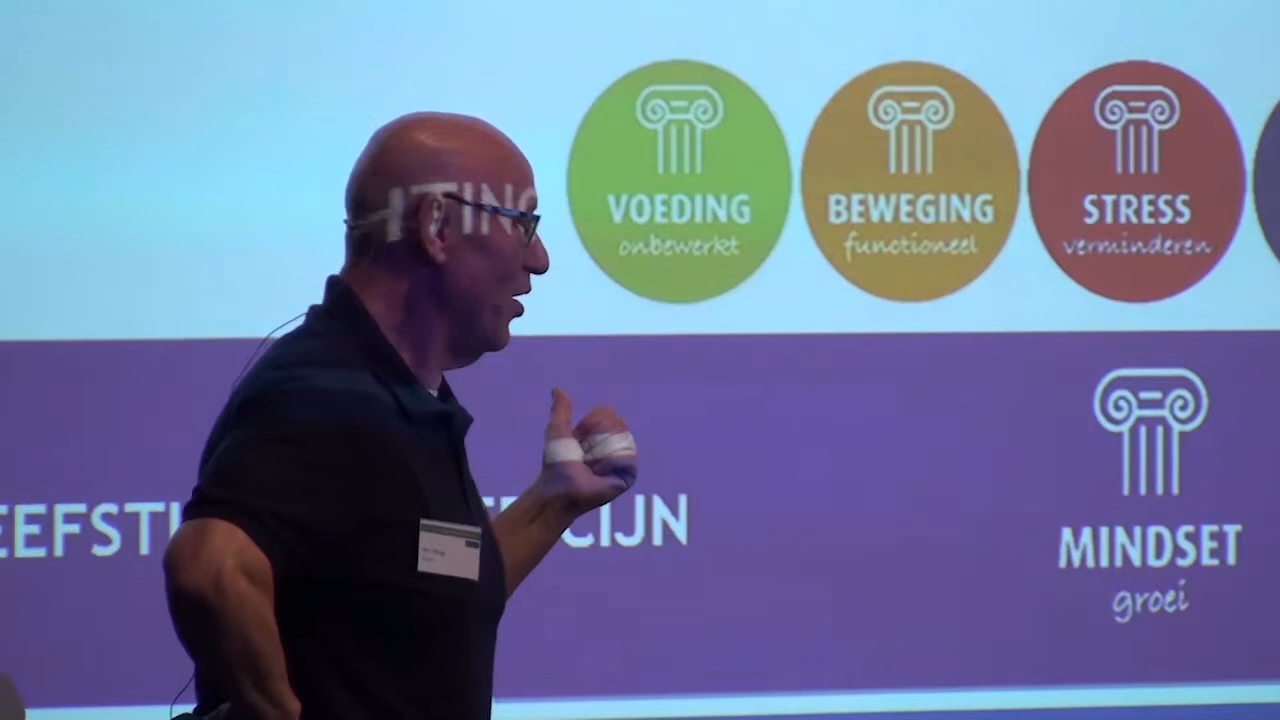 VOEDING
onbewerkt
BEWEGING
functioneel
STRESS
verminderen
MINDSET
groei